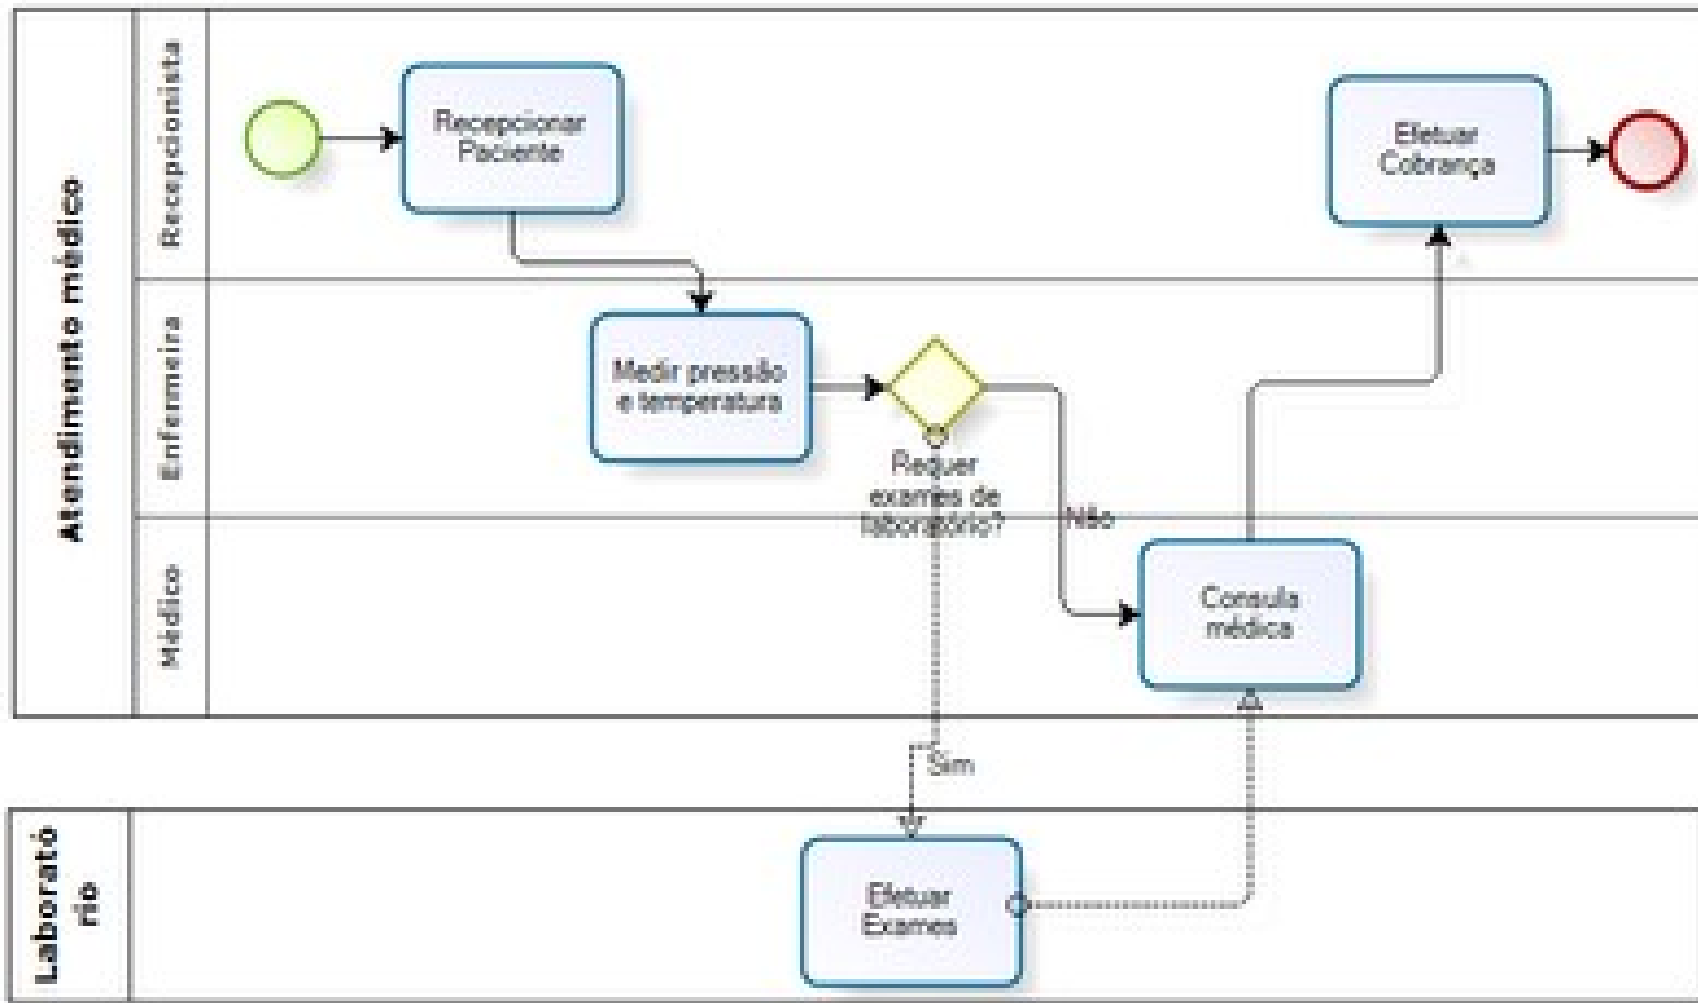 Atendimento médico
Recepcionista
Recepcionar
Paciente
Efetuar
Cobrança
Enfermeira
Medir pressão
e temperatura
Requer
exames de
laboratório?
Não
Médico
Consula
médica
Sim
Laborató
rio
Efetuar
Exames